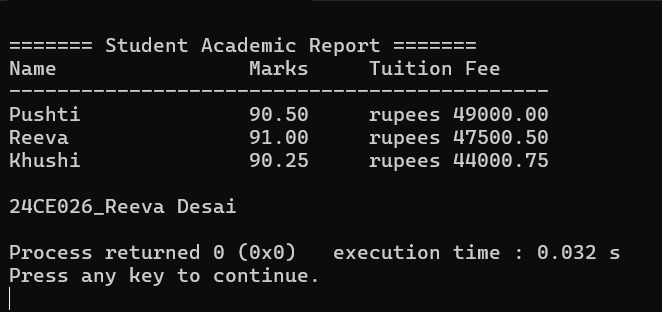 ======= Student Academic Report =======
Name                Marks     Tuition Fee
---------------------------------------------
Pushti              90.50     rupees 49000.00
Reeva               91.00     rupees 47500.50
Khushi              90.25     rupees 44000.75

24CE026_Reeva Desai

Process returned 0 (0x0)   execution time : 0.032 s
Press any key to continue.